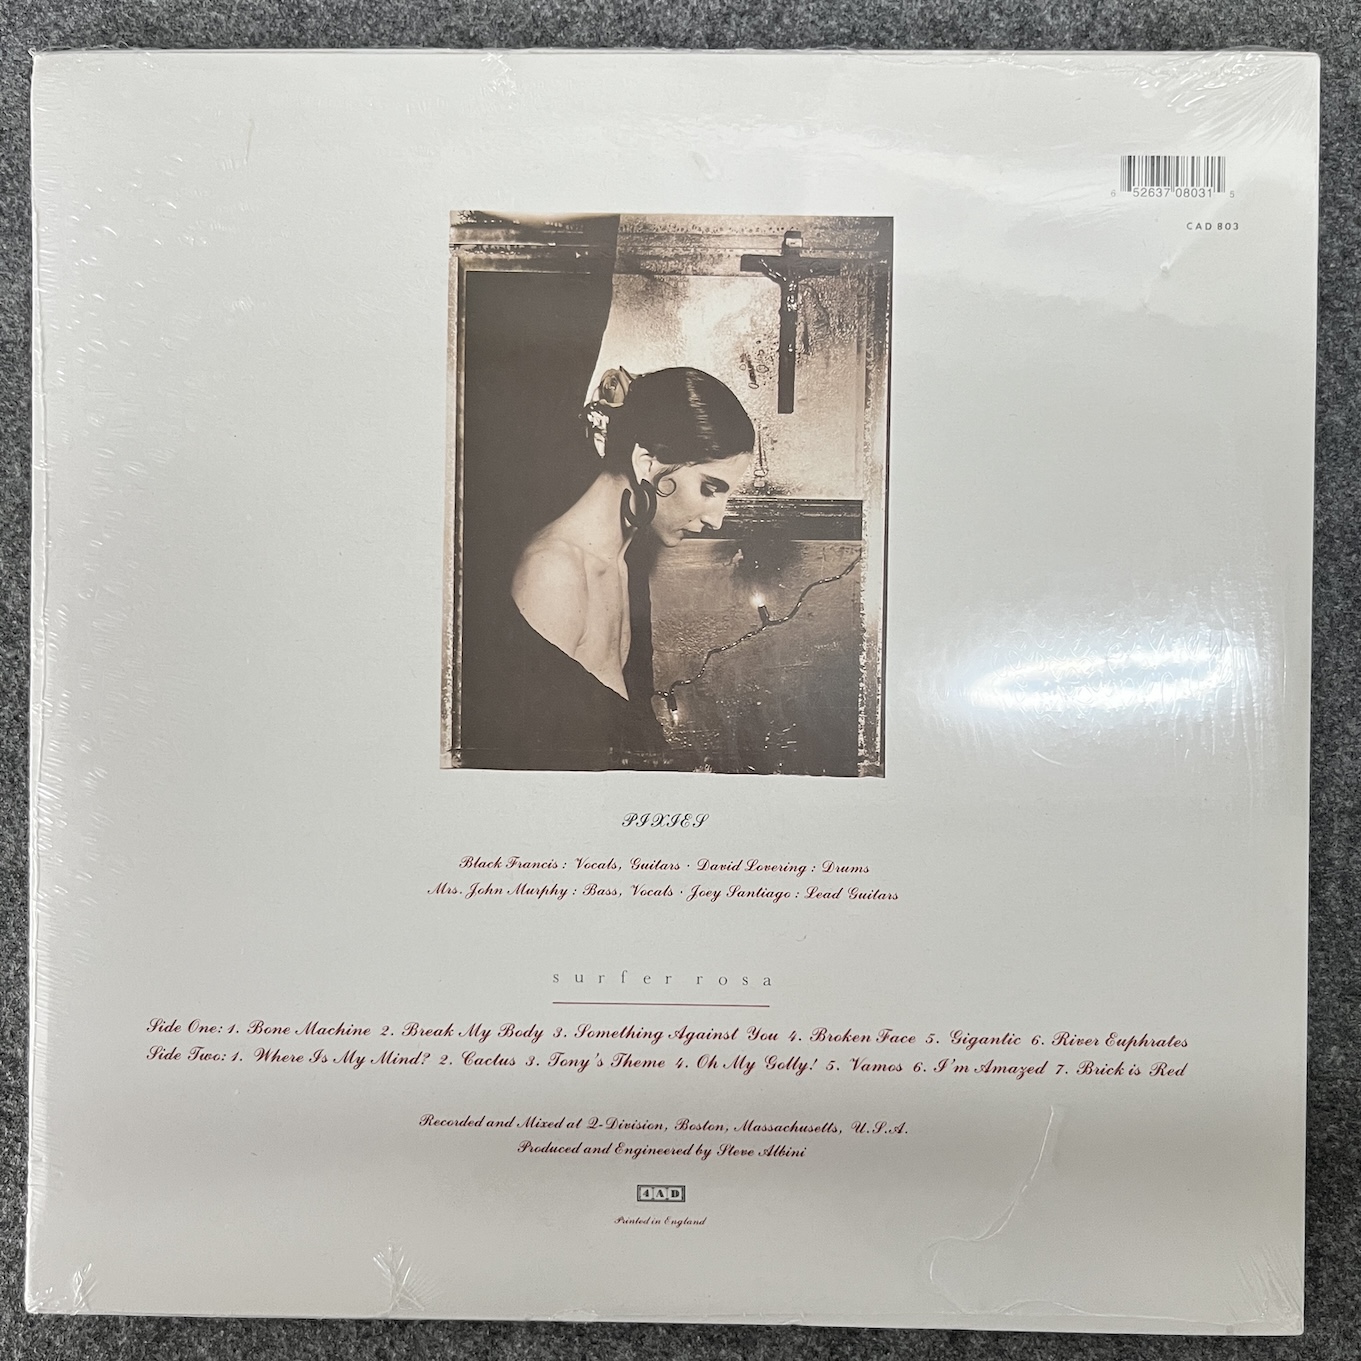 6 52637 08031 5
CAD 803
PIXIES
Black Francis : Vocals, Guitars · David Lovering : Drums
Mrs. John Murphy : Bass, Vocals · Joey Santiago : Lead Guitars
surfer rosa
Side One: 1. Bone Machine 2. Break My Body 3. Something Against You 4. Broken Face 5. Gigantic 6. River Euphrates
Side Two: 1. Where Is My Mind? 2. Cactus 3. Tony's Theme 4. Oh My Golly! 5. Vamos 6. I'm Amazed 7. Brick is Red
Recorded and Mixed at Q-Division, Boston, Massachusetts, U.S.A.
Produced and Engineered by Steve Albini
4AD
Printed in England